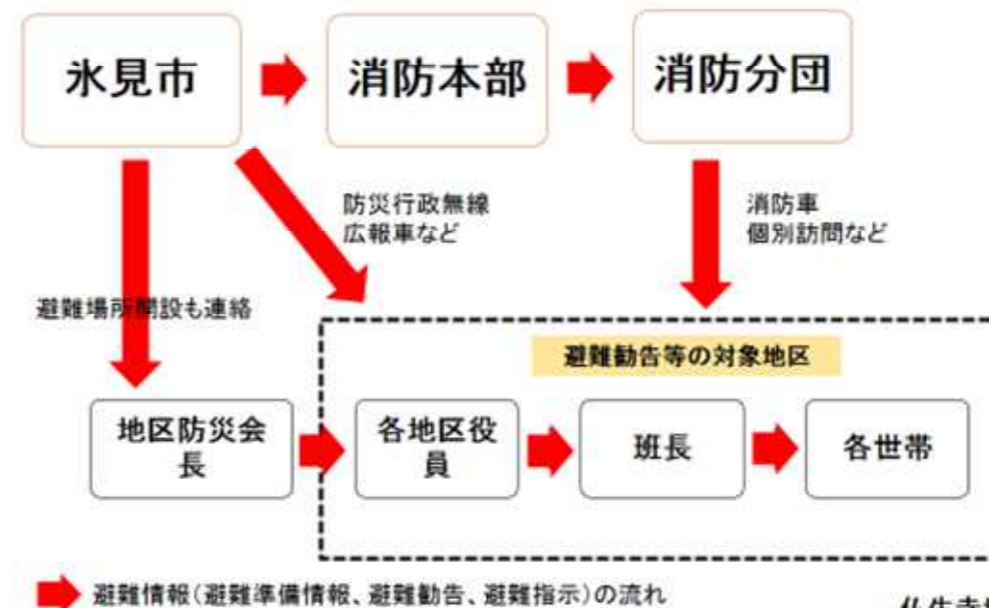 氷見市
消防本部
消防分団
防災行政無線
広報車など
消防車
個別訪問など
避難場所開設も連絡
避難勧告等の対象地区
地区防災会
長
各地区役
員
班長
各世帯
避難情報(避難準備情報、避難勧告、避難指示)の流れ